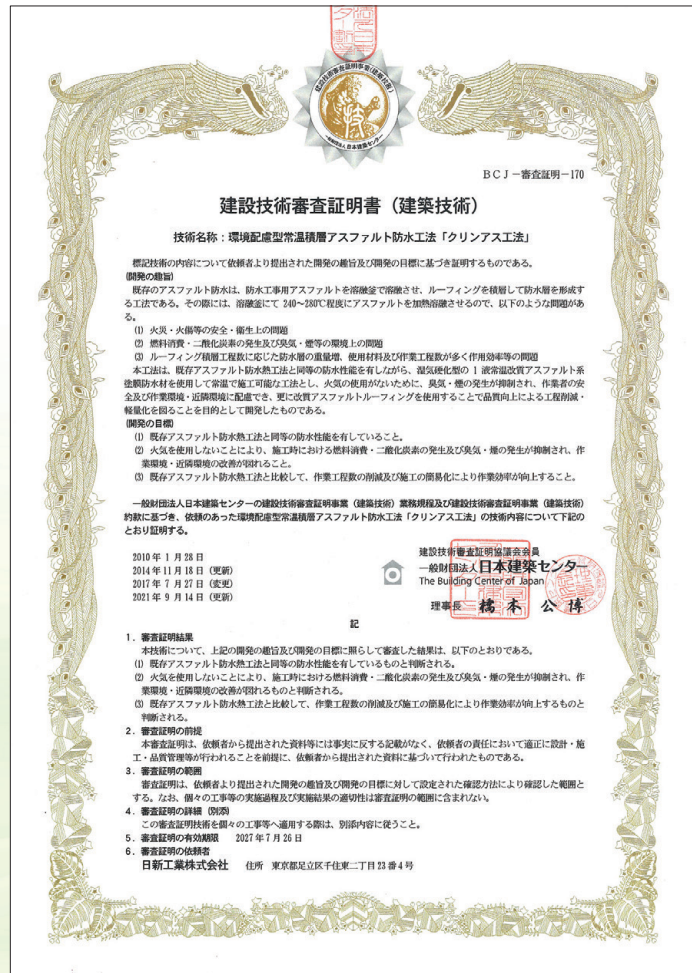 建設技術審査証明事業(建築技術)
一般財団法人日本建築センター
BCJ－審査証明－170
建設技術審査証明書（建築技術）
技術名称：環境配慮型常温積層アスファルト防水工法「クリンアス工法」
標記技術の内容について依頼者より提出された開発の趣旨及び開発の目標に基づき証明するものである。
(開発の趣旨)
既存のアスファルト防水は、防水工事用アスファルトを溶融釜で溶融させ、ルーフィングを積層して防水層を形成す
る工法である。その際には、溶融釜にて 240～280℃程度にアスファルトを加熱溶融させるので、以下のような問題があ
る。
(1) 火災・火傷等の安全・衛生上の問題
(2) 燃料消費・二酸化炭素の発生及び臭気・煙等の環境上の問題
(3) ルーフィング積層工程数に応じた防水層の重量増、使用材料及び作業工程数が多く作用効率等の問題
本工法は、既存アスファルト防水熱工法と同等の防水性能を有しながら、湿気硬化型の 1 液常温改質アスファルト系
塗膜防水材を使用して常温で施工可能な工法とし、火気の使用がないために、臭気・煙の発生が抑制され、作業者の安
全及び作業環境・近隣環境に配慮でき、更に改質アスファルトルーフィングを使用することで品質向上による工程削減・
軽量化を図ることを目的として開発したものである。
(開発の目標)
(1) 既存アスファルト防水熱工法と同等の防水性能を有していること。
(2) 火気を使用しないことにより、施工時における燃料消費・二酸化炭素の発生及び臭気・煙の発生が抑制され、作
業環境・近隣環境の改善が図れること。
(3) 既存アスファルト防水熱工法と比較して、作業工程数の削減及び施工の簡易化により作業効率が向上すること。
一般財団法人日本建築センターの建設技術審査証明事業（建築技術）業務規程及び建設技術審査証明事業（建築技術）
約款に基づき、依頼のあった環境配慮型常温積層アスファルト防水工法「クリンアス工法」の技術内容について下記の
とおり証明する。
2010 年 1 月 28 日
2014 年 11 月 18 日（更新）
2017 年 7 月 27 日（変更）
2021 年 9 月 14 日（更新）
建設技術審査証明協議会会員
一般財団法人日本建築センター
The Building Center of Japan
理事長 橋本 公博
記
1．審査証明結果
本技術について、上記の開発の趣旨及び開発の目標に照らして審査した結果は、以下のとおりである。
(1) 既存アスファルト防水熱工法と同等の防水性能を有しているものと判断される。
(2) 火気を使用しないことにより、施工時における燃料消費・二酸化炭素の発生及び臭気・煙の発生が抑制され、作
業環境・近隣環境の改善が図れるものと判断される。
(3) 既存アスファルト防水熱工法と比較して、作業工程数の削減及び施工の簡易化により作業効率が向上するものと
判断される。
2．審査証明の前提
本審査証明は、依頼者から提出された資料等には事実に反する記載がなく、依頼者の責任において適正に設計・施
工・品質管理等が行われることを前提に、依頼者から提出された資料に基づいて行われたものである。
3．審査証明の範囲
審査証明は、依頼者より提出された開発の趣旨及び開発の目標に対して設定された確認方法により確認した範囲と
する。なお、個々の工事等の実施過程及び実施結果の適切性は審査証明の範囲に含まれない。
4．審査証明の詳細（別添）
この審査証明技術を個々の工事等へ適用する際は、別添内容に従うこと。
5．審査証明の有効期限 2027 年 7 月 26 日
6．審査証明の依頼者
日新工業株式会社 住所 東京都足立区千住東二丁目 23 番 4 号